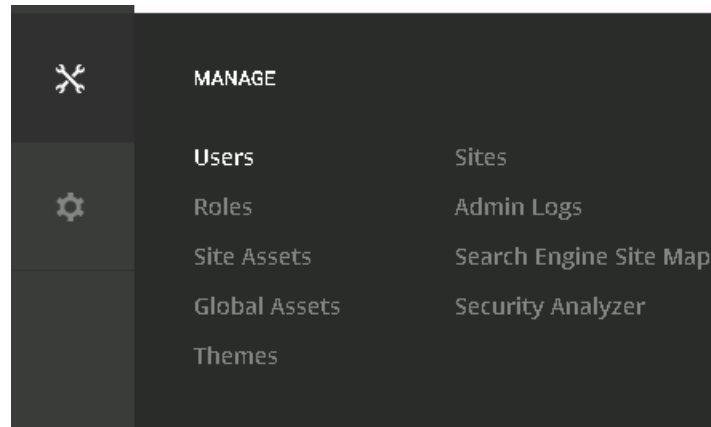 MANAGE
Users
Roles
Site Assets
Global Assets
Themes
Sites
Admin Logs
Search Engine Site Map
Security Analyzer